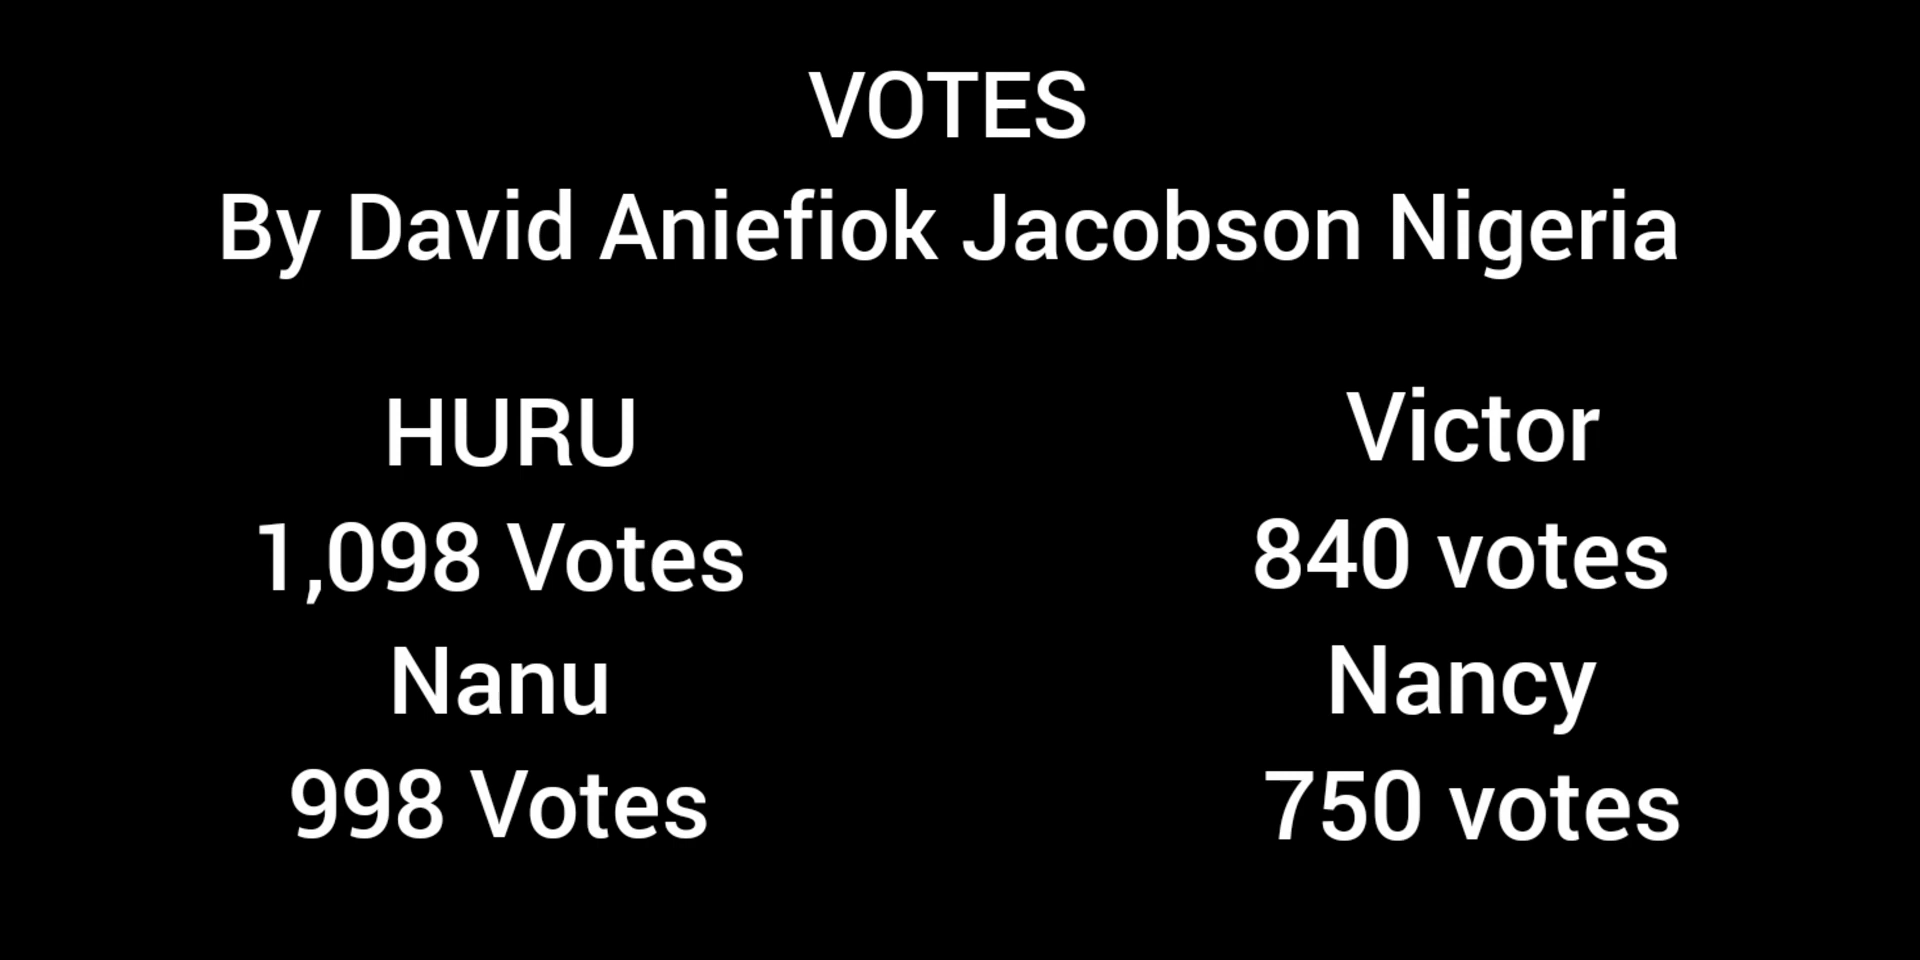 VOTES
By David Aniefiok Jacobson Nigeria
HURU
1,098 Votes
Nanu
998 Votes
Victor
840 votes
Nancy
750 votes